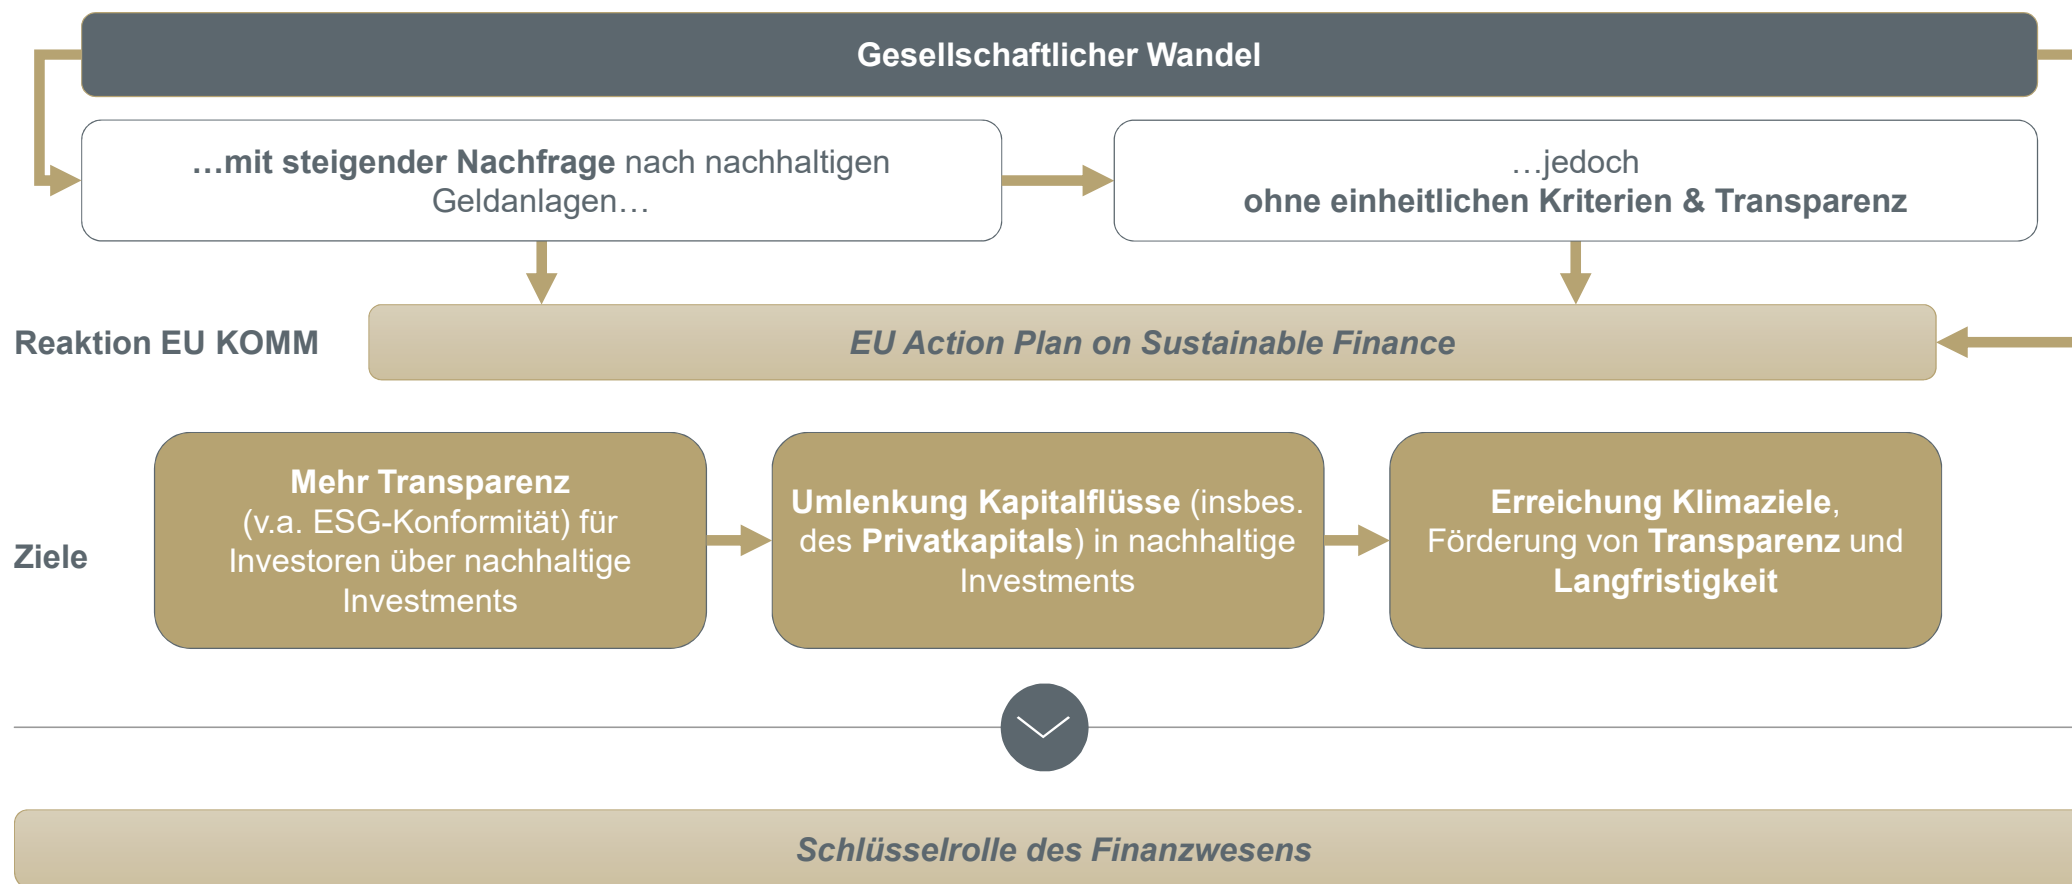 Gesellschaftlicher Wandel
…mit steigender Nachfrage nach nachhaltigen
Geldanlagen…
…jedoch
ohne einheitlichen Kriterien & Transparenz
Reaktion EU KOMM
EU Action Plan on Sustainable Finance
Ziele
Mehr Transparenz
(v.a. ESG-Konformität) für
Investoren über nachhaltige
Investments
Umlenkung Kapitalflüsse (insbes.
des Privatkapitals) in nachhaltige
Investments
Erreichung Klimaziele,
Förderung von Transparenz und
Langfristigkeit
Schlüsselrolle des Finanzwesens